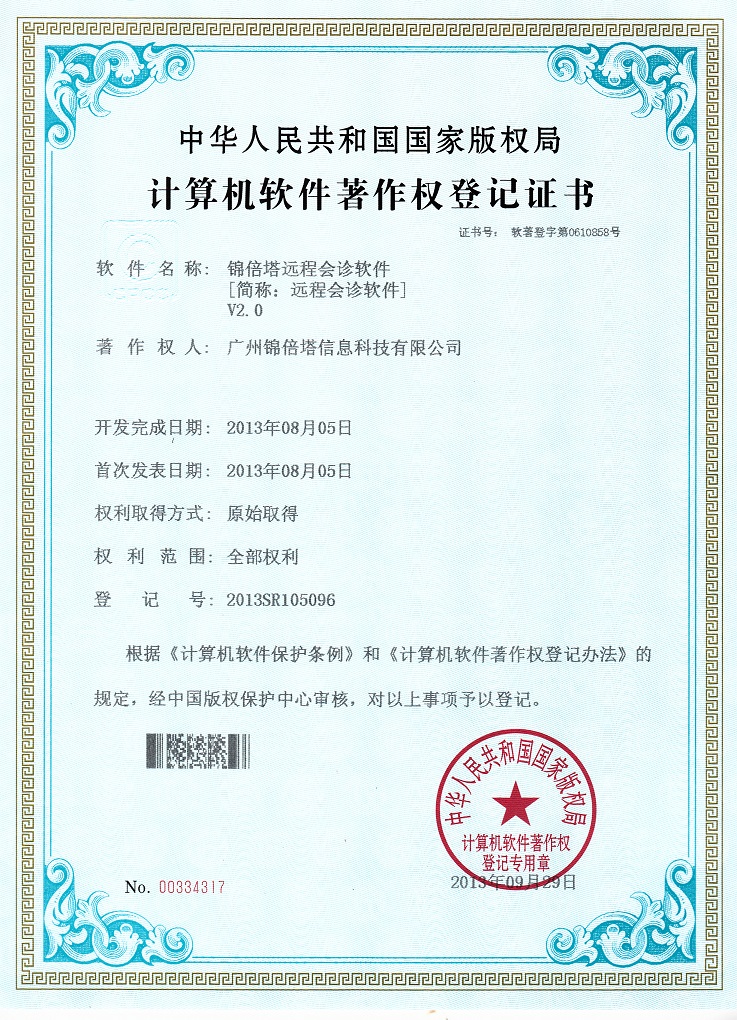 中华人民共和国国家版权局
计算机软件著作权登记证书
证书号： 软著登字第0610858号
软件名称： 锦倍塔远程会诊软件
[简称：远程会诊软件]
V2.0
著作权人： 广州锦倍塔信息科技有限公司
开发完成日期： 2013年08月05日
首次发表日期： 2013年08月05日
权利取得方式： 原始取得
权利范围： 全部权利
登记号： 2013SR105096
根据《计算机软件保护条例》和《计算机软件著作权登记办法》的
规定，经中国版权保护中心审核，对以上事项予以登记。
中华人民共和国国家版权局
计算机软件著作权
登记专用章
No. 00334317
2013年09月29日